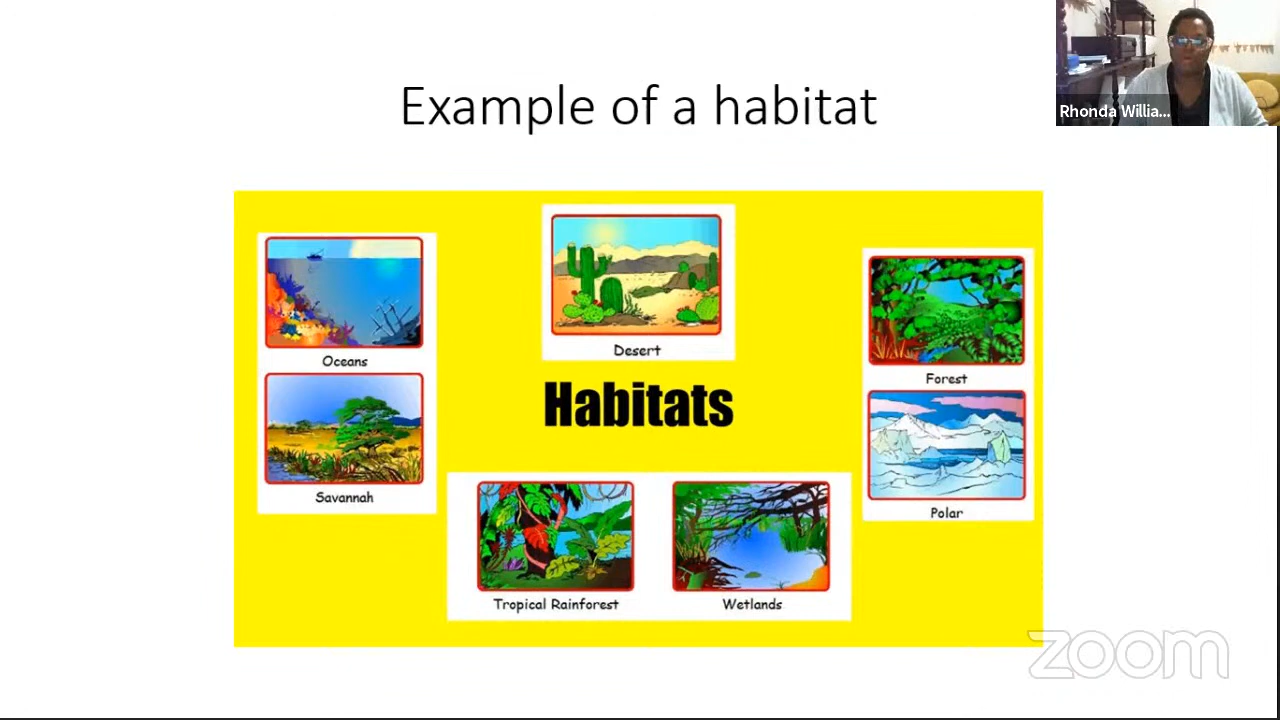 Example of a habitat
Rhonda Willia...
Oceans
Desert
Forest
Habitats
Savannah
Polar
Tropical Rainforest
Wetlands
zoom